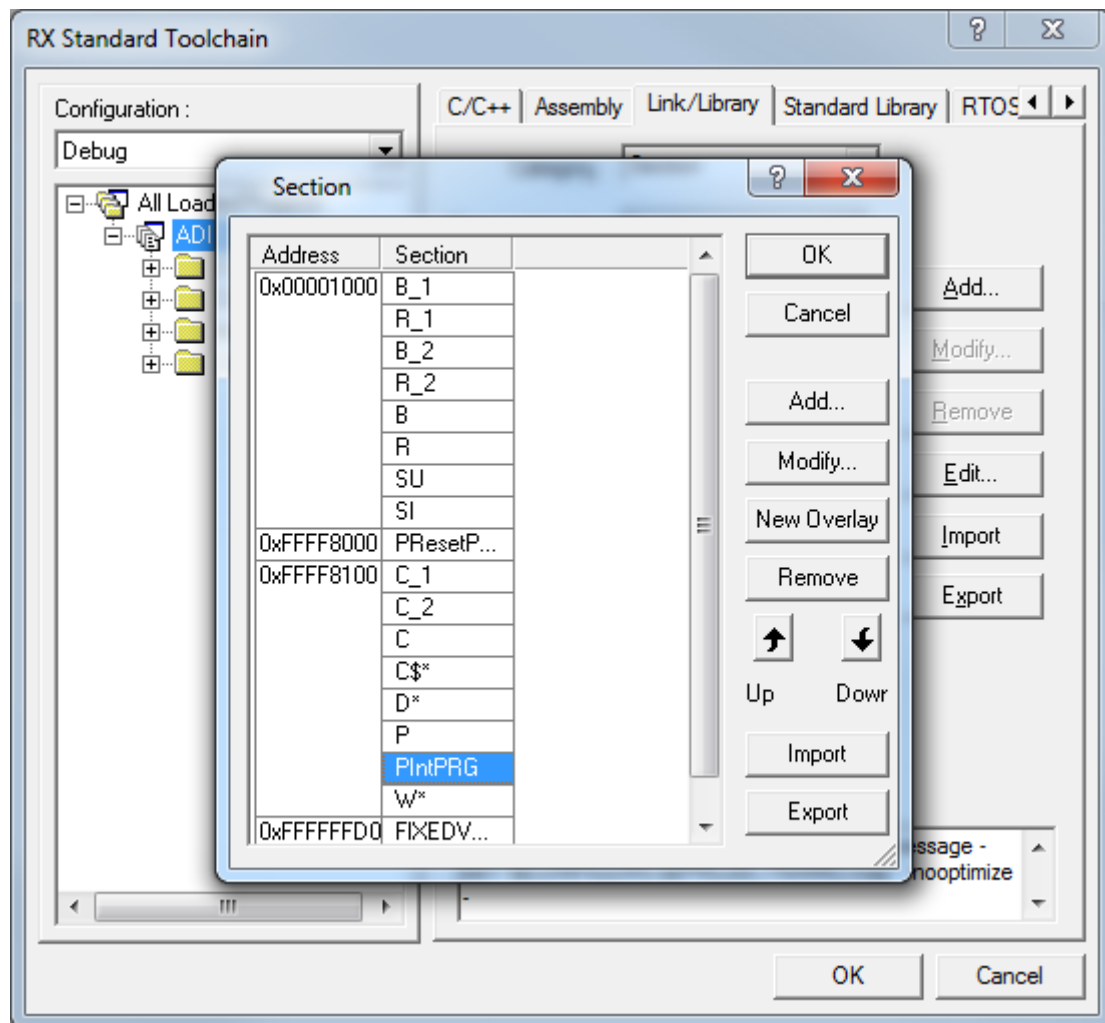 RX Standard Toolchain
Configuration :
Debug
All Load
ADI
C/C++ Assembly Link/Library Standard Library RTOS
Add...
Modify...
Remove
Edit...
Import
Export
Section
Address Section
0x00001000 B_1
R_1
B_2
R_2
B
R
SU
SI
0xFFFF8000 PResetP...
0xFFFF8100 C_1
C_2
C
C$*
D*
P
PIntPRG
W*
0xFFFFFFD0 FIXEDV...
OK
Cancel
Add...
Modify...
New Overlay
Remove
Up Dowr
Import
Export
essage -
nooptimize
-
OK Cancel